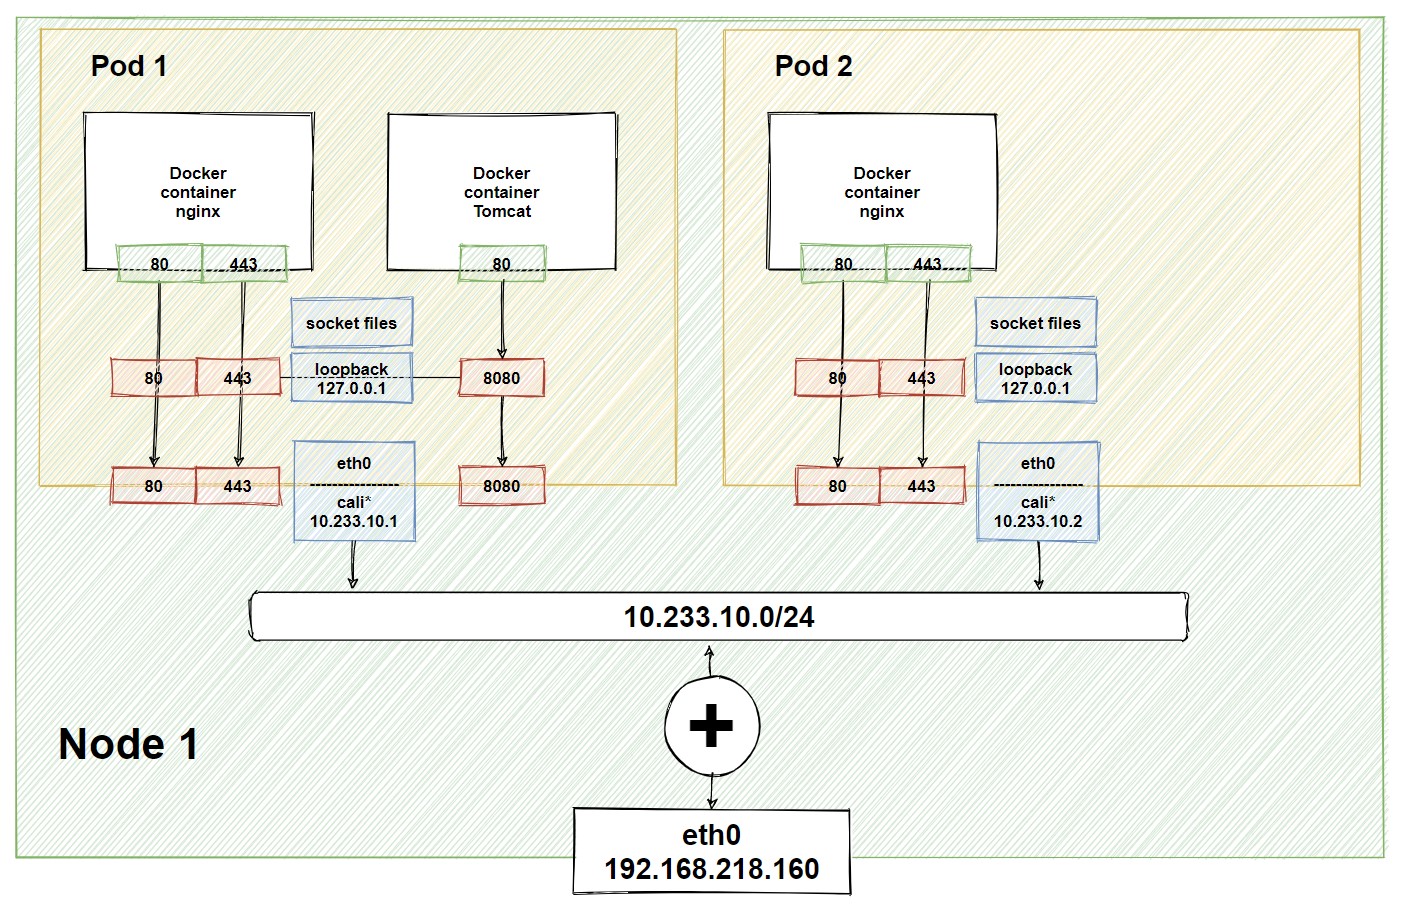 Pod 1
Pod 2
Docker
container
nginx
Docker
container
Tomcat
Docker
container
nginx
80
443
80
80
443
socket files
socket files
80
443
loopback
127.0.0.1
8080
80
443
loopback
127.0.0.1
80
443
eth0
----------------
cali*
10.233.10.1
8080
80
443
eth0
----------------
cali*
10.233.10.2
10.233.10.0/24
+
Node 1
eth0
192.168.218.160